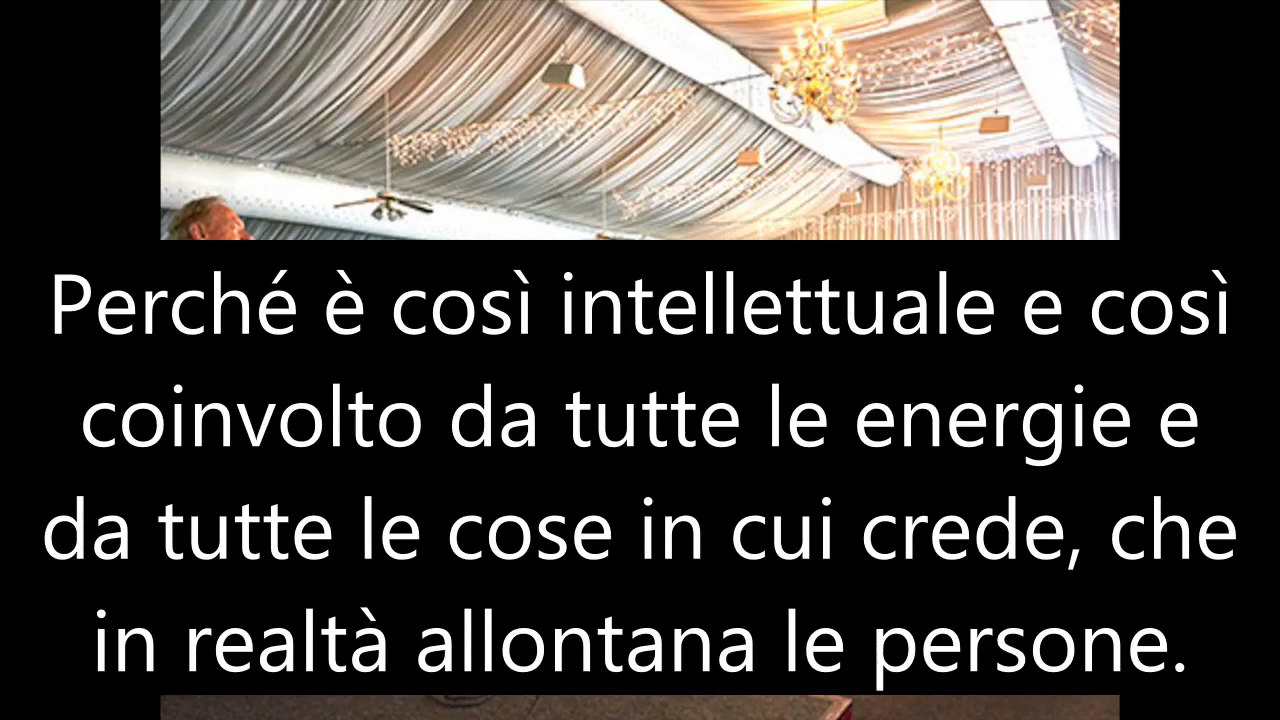 Perché è così intellettuale e così
coinvolto da tutte le energie e
da tutte le cose in cui crede, che
in realtà allontana le persone.